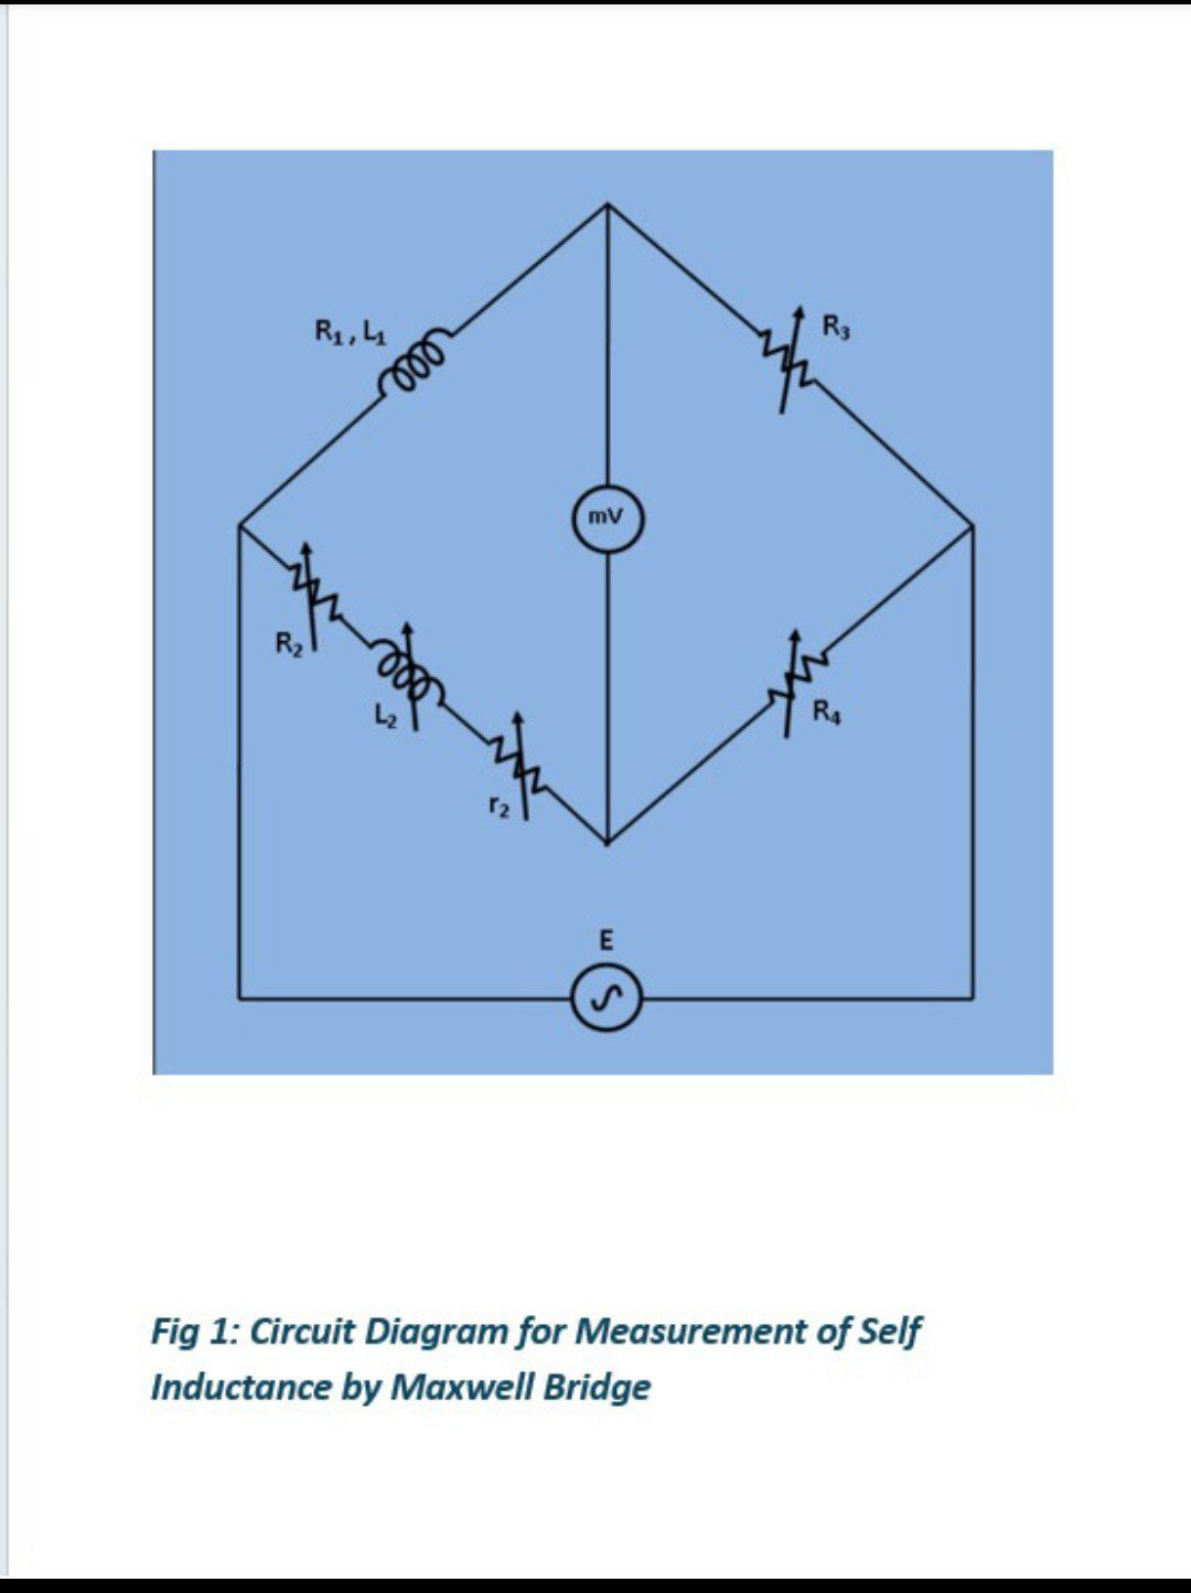 R₁, L₁
R₃
mV
R₂
L₂
R₄
r₂
E
Fig 1: Circuit Diagram for Measurement of Self
Inductance by Maxwell Bridge